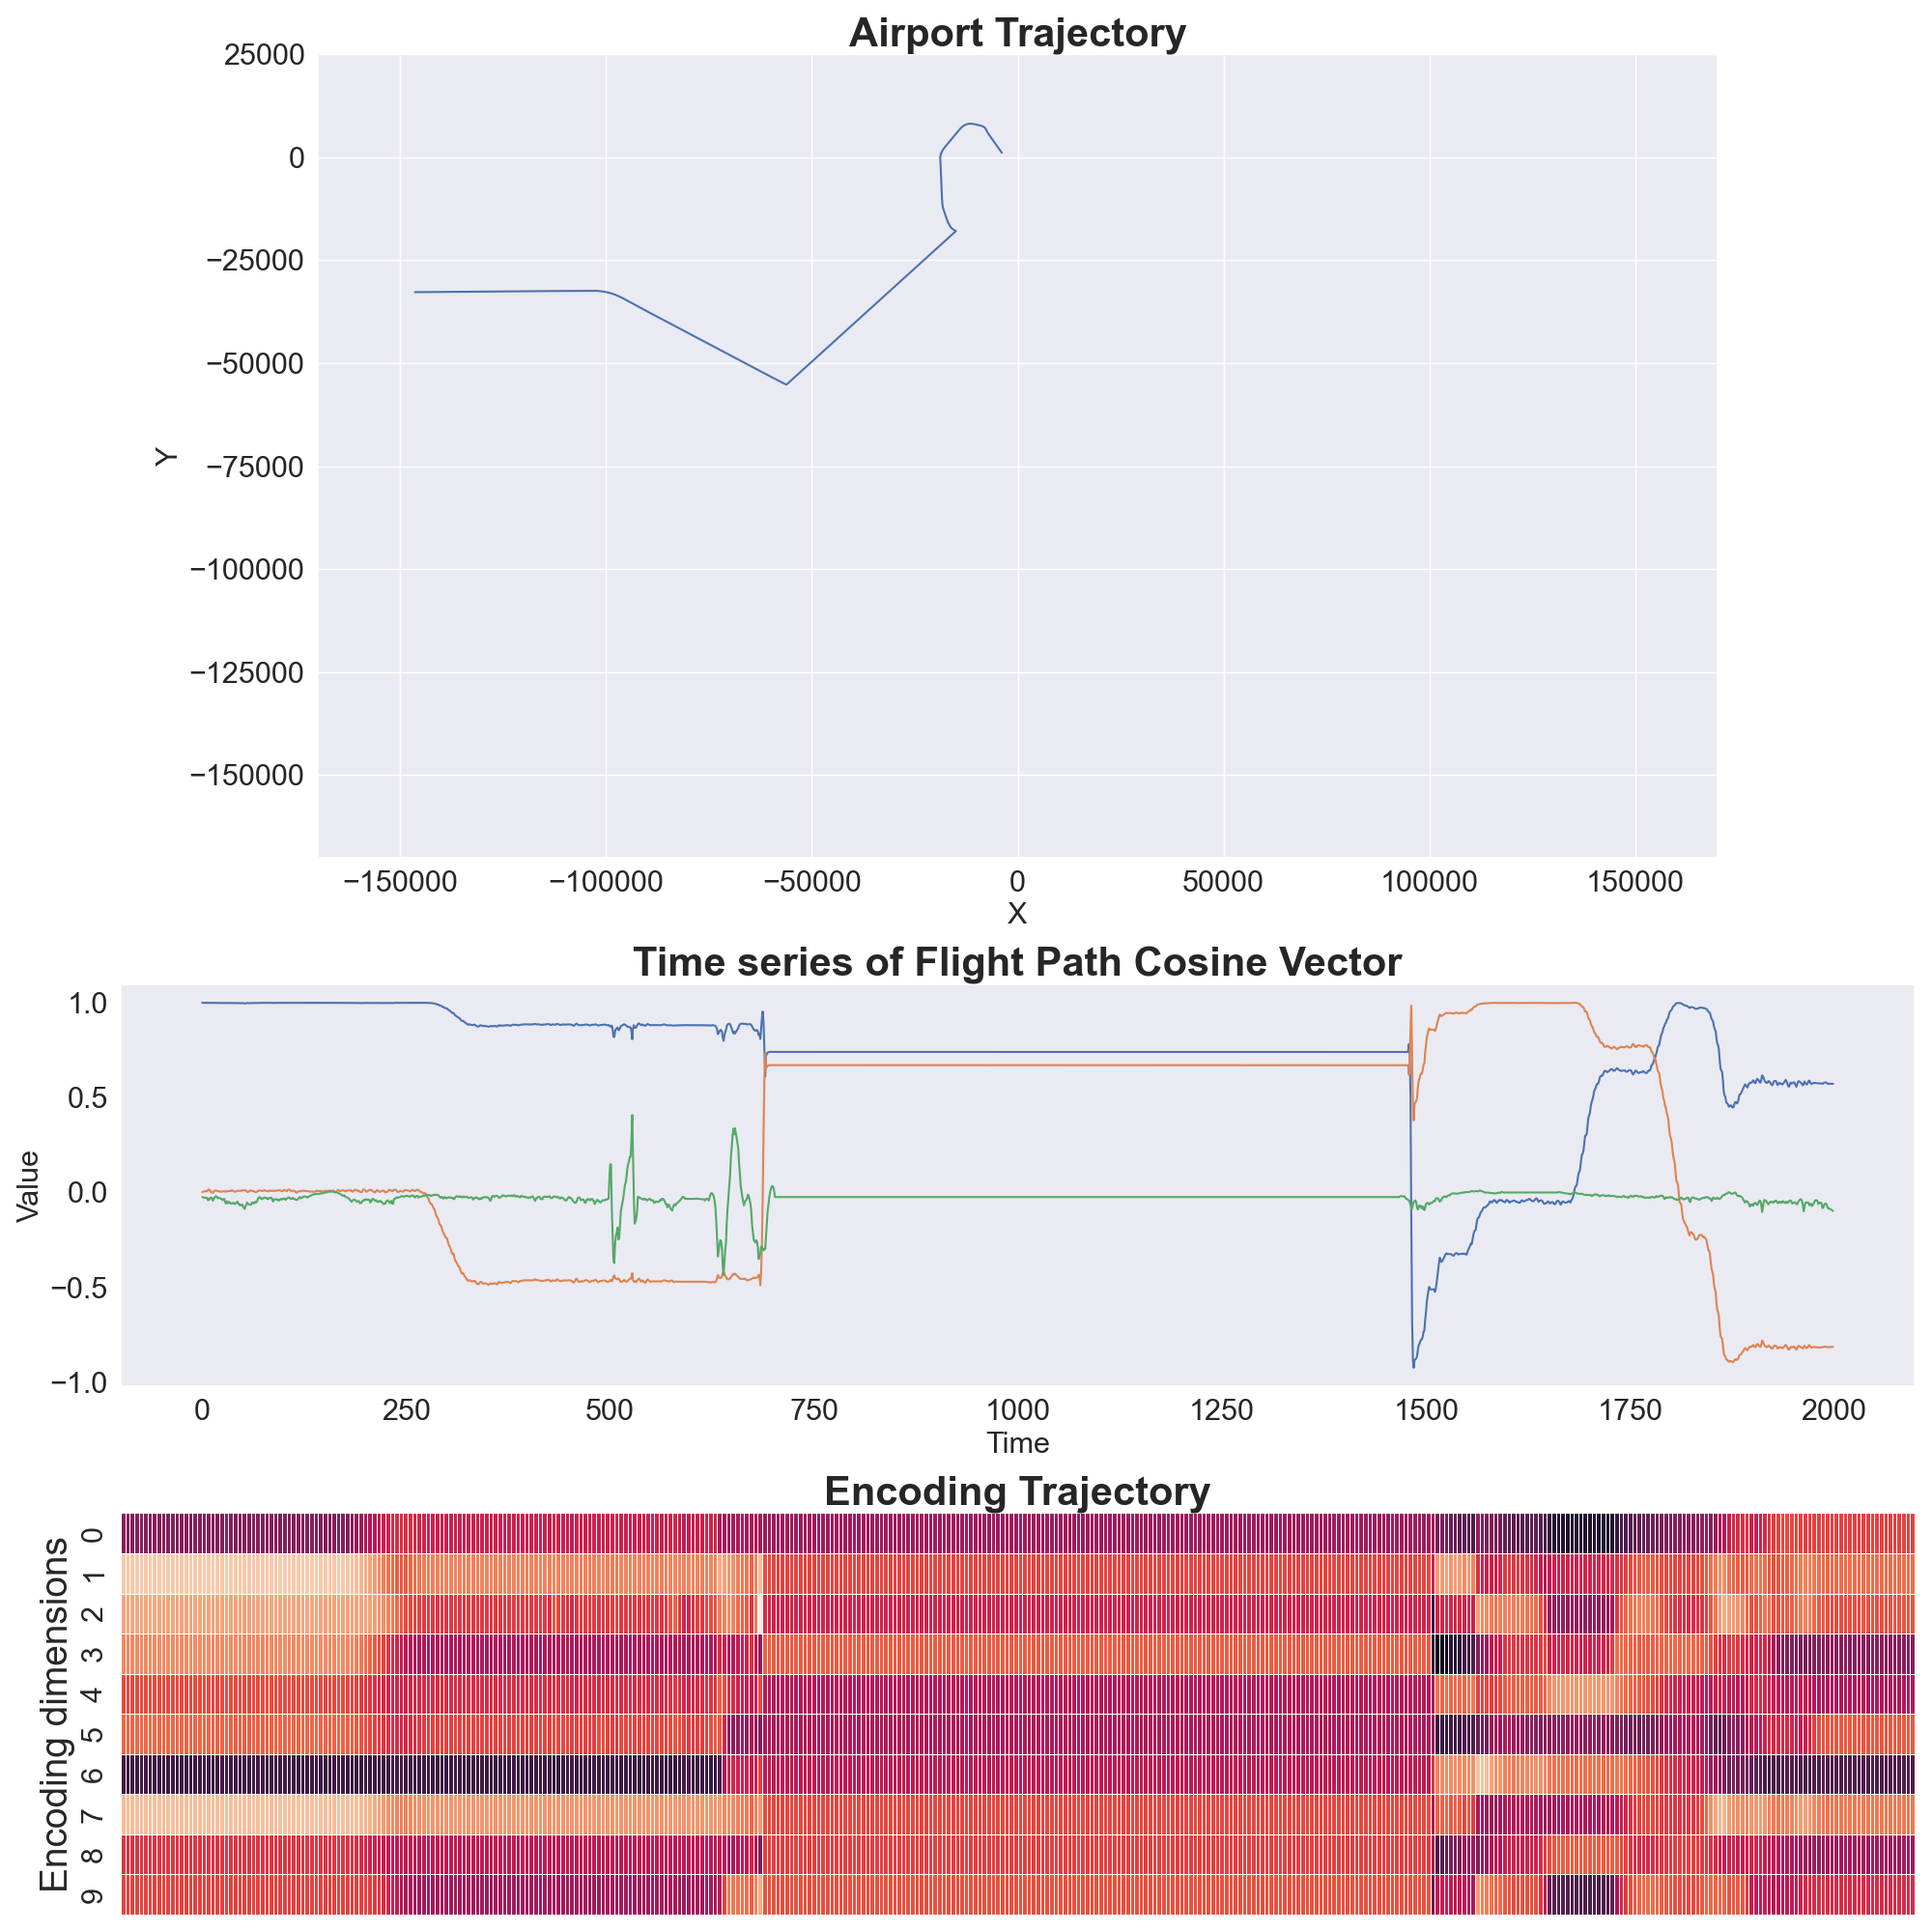 Airport Trajectory
25000
0
−25000
−50000
−75000
−100000
−125000
−150000
Y
−150000 −100000 −50000 0 50000 100000 150000
X
Time series of Flight Path Cosine Vector
1.0
0.5
0.0
−0.5
−1.0
Value
0 250 500 750 1000 1250 1500 1750 2000
Time
Encoding Trajectory
Encoding dimensions
0
1
2
3
4
5
6
7
8
9